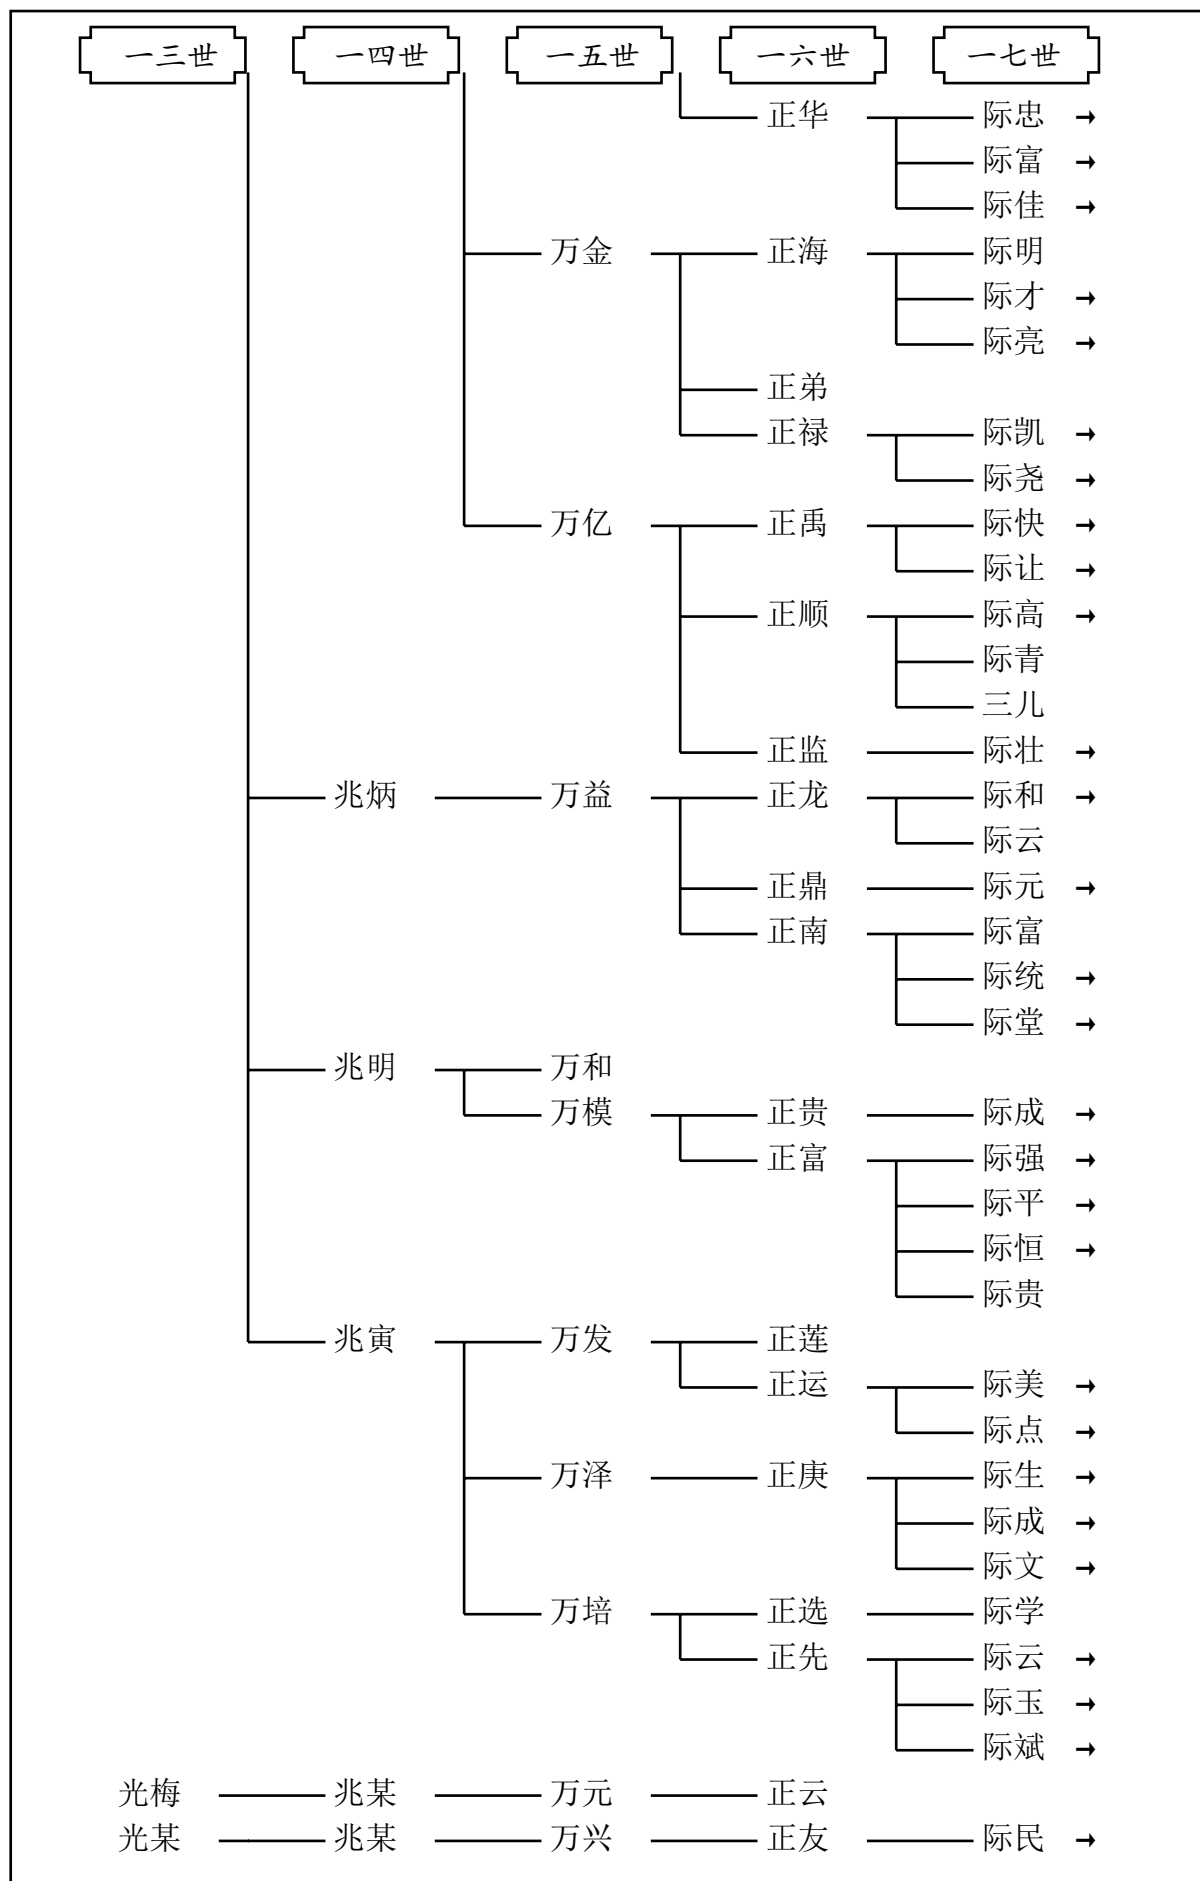 一三世 一四世 一五世 一六世 一七世
正华 际忠 →
际富 →
际佳 →
万金 正海 际明
际才 →
际亮 →
正弟
正禄 际凯 →
际尧 →
万亿 正禹 际快 →
际让 →
正顺 际高 →
际青
三儿
正监 际壮 →
兆炳 万益 正龙 际和 →
际云
正鼎 际元 →
正南 际富
际统 →
际堂 →
兆明 万和
万模 正贵 际成 →
正富 际强 →
际平 →
际恒 →
际贵
兆寅 万发 正莲
正运 际美 →
际点 →
万泽 正庚 际生 →
际成 →
际文 →
万培 正选 际学
正先 际云 →
际玉 →
际斌 →
光梅 兆某 万元 正云
光某 兆某 万兴 正友 际民 →